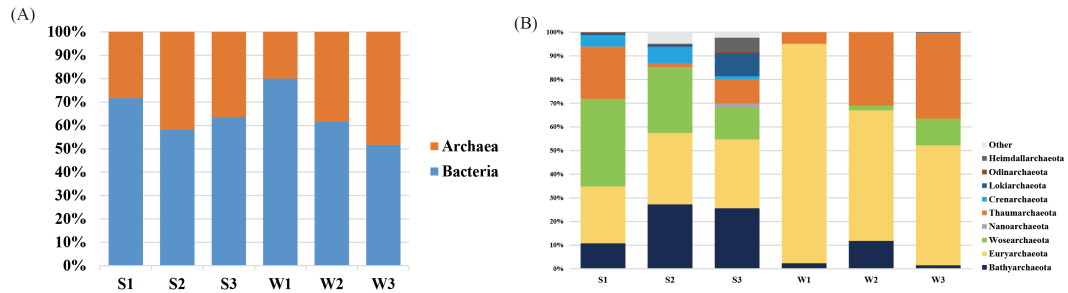 (A)
100%
90%
80%
70%
60%
50%
40%
30%
20%
10%
0%
S1 S2 S3 W1 W2 W3
Archaea
Bacteria
(B)
100%
90%
80%
70%
60%
50%
40%
30%
20%
10%
0%
S1 S2 S3 W1 W2 W3
Other
Heimdallarchaeota
Odinarchaeota
Lokiarchaeota
Crenarchaeota
Thaumarchaeota
Nanoarchaeota
Wosearchaeota
Euryarchaeota
Bathyarchaeota